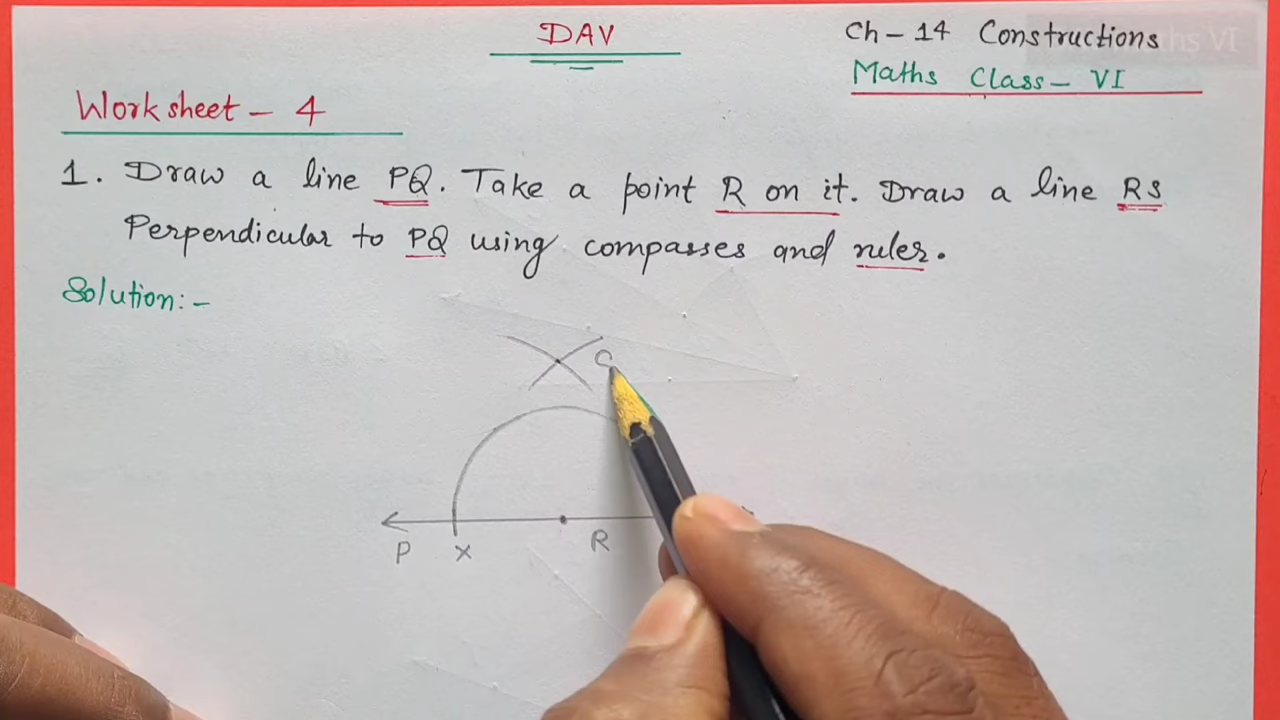 DAV
Ch - 14 Constructions
Maths Class - VI
Worksheet - 4
1. Draw a line PQ. Take a point R on it. Draw a line RS
Perpendicular to PQ using compasses and ruler.
Solution:-
P X R